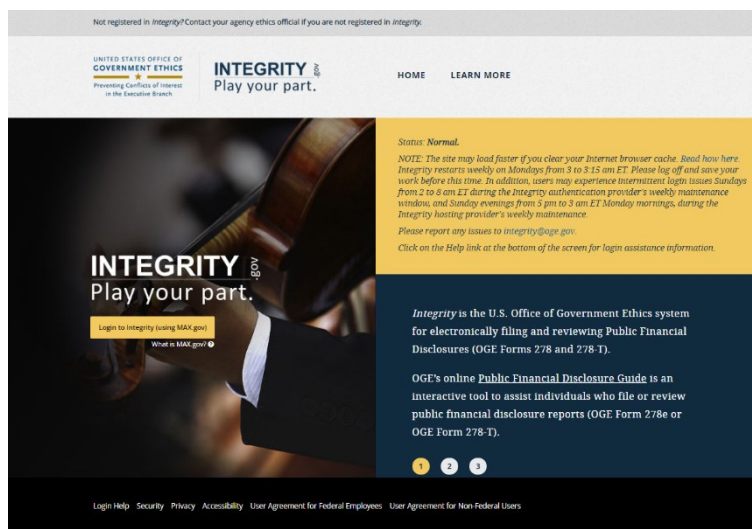 Not registered in Integrity? Contact your agency ethics official if you are not registered in Integrity.
UNITED STATES OFFICE OF
GOVERNMENT ETHICS
Preventing Conflicts of Interest
in the Executive Branch
INTEGRITY .gov
Play your part.
HOME LEARN MORE
Status: Normal.
NOTE: The site may load faster if you clear your Internet browser cache. Read how here.
Integrity restarts weekly on Mondays from 3 to 3:15 am ET. Please log off and save your
work before this time. In addition, users may experience intermittent login issues Sundays
from 2 to 8 am ET during the Integrity authentication provider's weekly maintenance
window, and Sunday evenings from 5 pm to 3 am ET Monday mornings, during the
Integrity hosting provider's weekly maintenance.
Please report any issues to integrity@oge.gov.
Click on the Help link at the bottom of the screen for login assistance information.
INTEGRITY .gov
Play your part.
Login to Integrity (using MAX.gov)
What is MAX.gov? ?
Integrity is the U.S. Office of Government Ethics system
for electronically filing and reviewing Public Financial
Disclosures (OGE Forms 278 and 278-T).
OGE's online Public Financial Disclosure Guide is an
interactive tool to assist individuals who file or review
public financial disclosure reports (OGE Form 278e or
OGE Form 278-T).
1 2 3
Login Help Security Privacy Accessibility User Agreement for Federal Employees User Agreement for Non-Federal Users